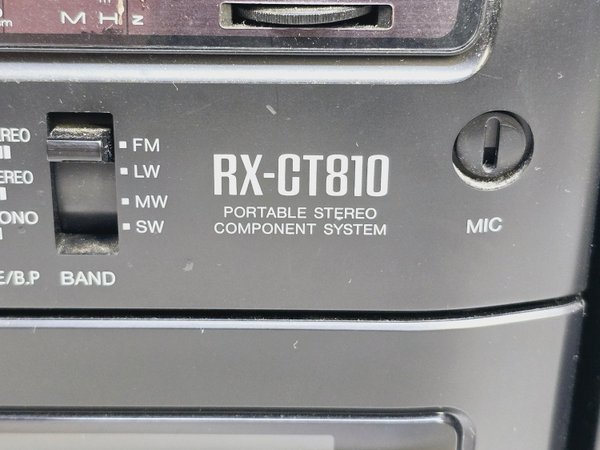 MHz
FM
LW
MW
SW
BAND
RX-CT810
PORTABLE STEREO
COMPONENT SYSTEM
MIC